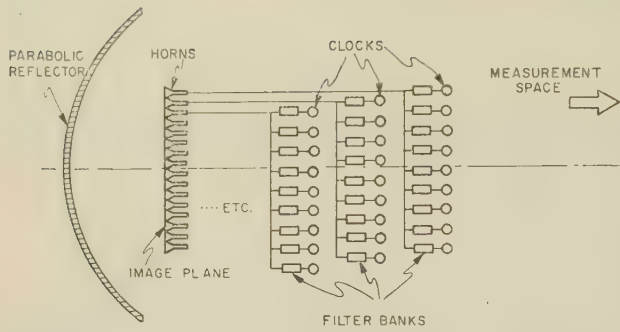 PARABOLIC
REFLECTOR
HORNS
CLOCKS
MEASUREMENT
SPACE
.... ETC.
IMAGE PLANE
FILTER BANKS